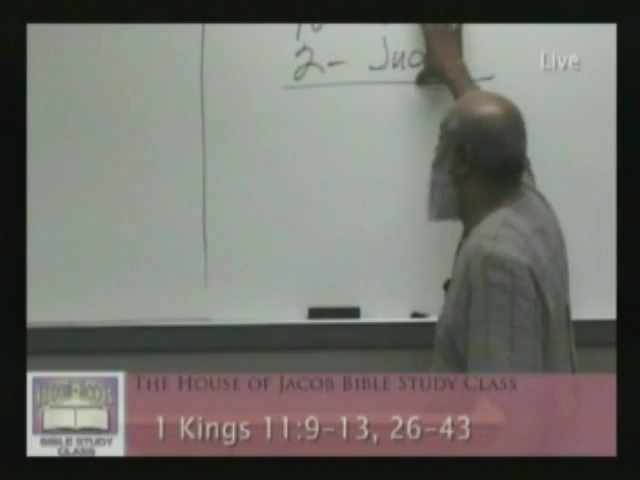 2- Jud
Live
THE HOUSE OF JACOB BIBLE STUDY CLASS
1 Kings 11:9-13, 26-43
BIBLE STUDY
CLASS